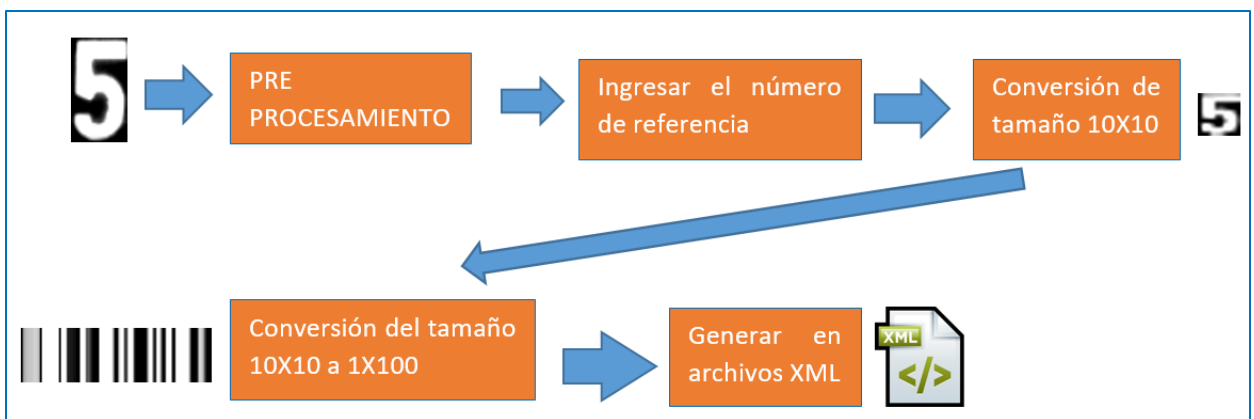 5
PRE
PROCESAMIENTO
Ingresar el número
de referencia
Conversión de
tamaño 10X10
5
Conversión del tamaño
10X10 a 1X100
Generar en
archivos XML
XML
</>